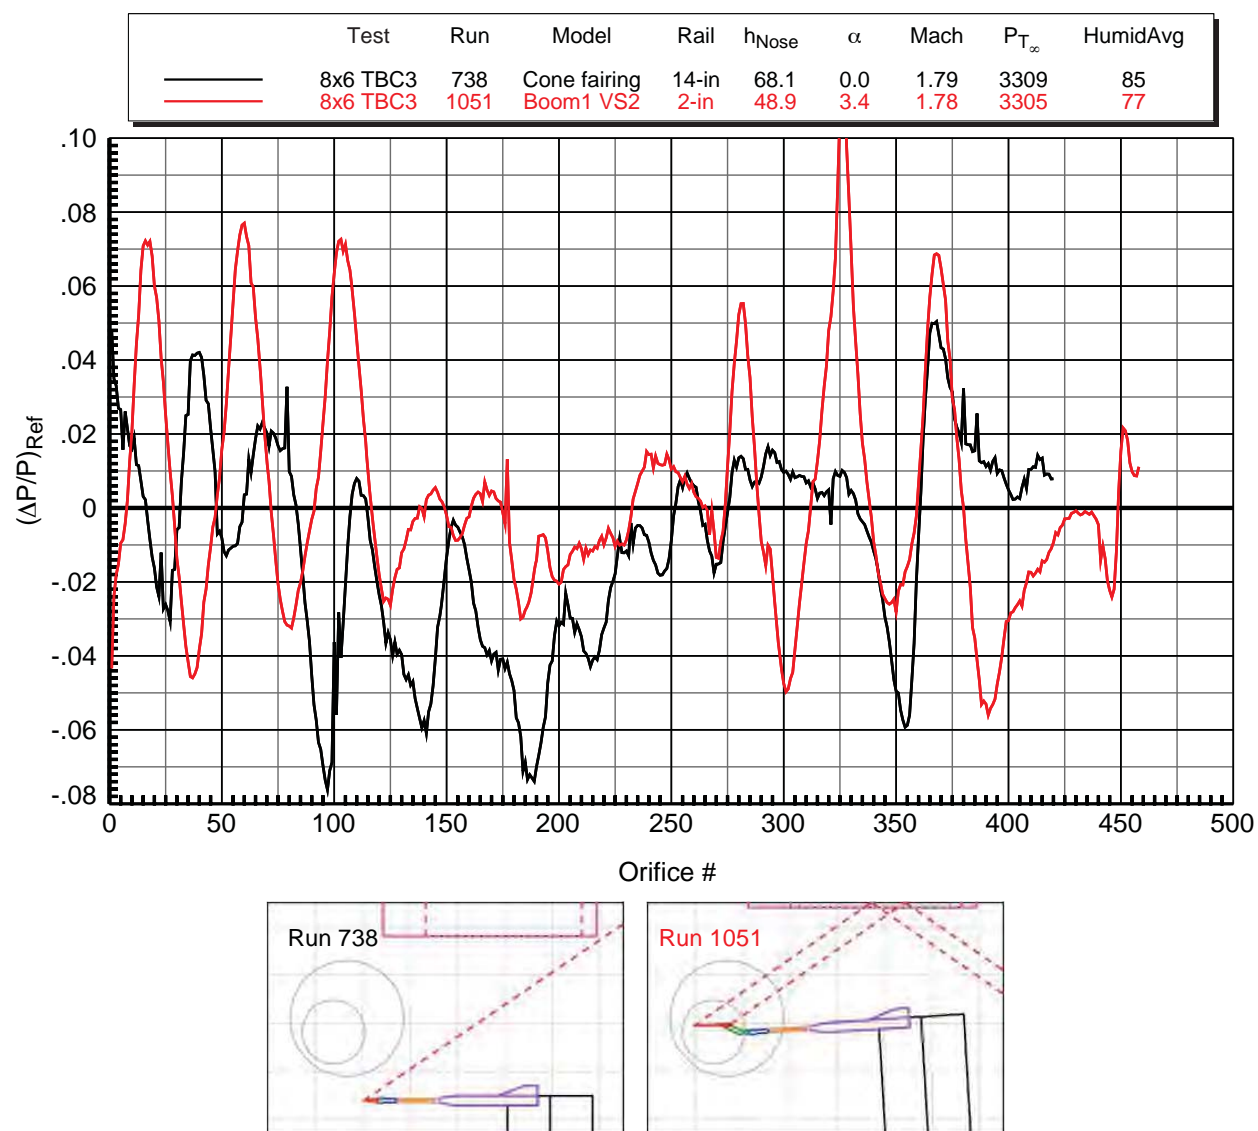 Test Run Model Rail hNose α Mach PT∞ HumidAvg
8x6 TBC3 738 Cone fairing 14-in 68.1 0.0 1.79 3309 85
8x6 TBC3 1051 Boom1 VS2 2-in 48.9 3.4 1.78 3305 77
.10
.08
.06
.04
.02
0
-.02
-.04
-.06
-.08
(ΔP/P)Ref
0 50 100 150 200 250 300 350 400 450 500
Orifice #
Run 738
Run 1051